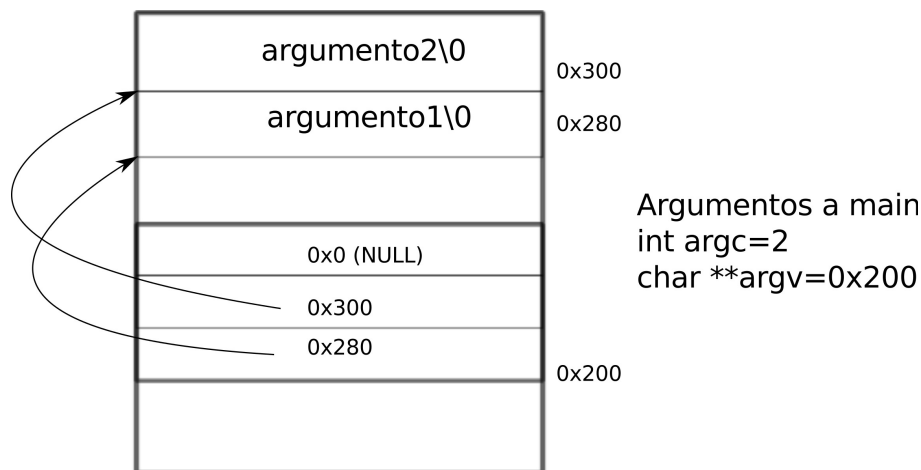 argumento2\0
0x300
argumento1\0
0x280
Argumentos a main
int argc=2
char **argv=0x200
0x0 (NULL)
0x300
0x280
0x200